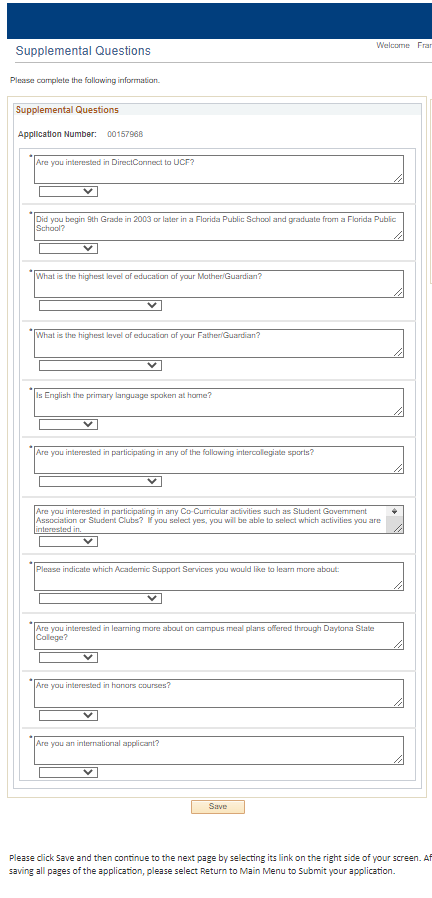 Supplemental Questions
Welcome Fran
Please complete the following information.
Supplemental Questions
Application Number: 00157968
* Are you interested in DirectConnect to UCF?
* Did you begin 9th Grade in 2003 or later in a Florida Public School and graduate from a Florida Public
School?
* What is the highest level of education of your Mother/Guardian?
* What is the highest level of education of your Father/Guardian?
* Is English the primary language spoken at home?
* Are you interested in participating in any of the following intercollegiate sports?
Are you interested in participating in any Co-Curricular activities such as Student Government
Association or Student Clubs? If you select yes, you will be able to select which activities you are
interested in.
* Please indicate which Academic Support Services you would like to learn more about:
* Are you interested in learning more about on campus meal plans offered through Daytona State
College?
* Are you interested in honors courses?
* Are you an international applicant?
Save
Please click Save and then continue to the next page by selecting its link on the right side of your screen. Af
saving all pages of the application, please select Return to Main Menu to Submit your application.